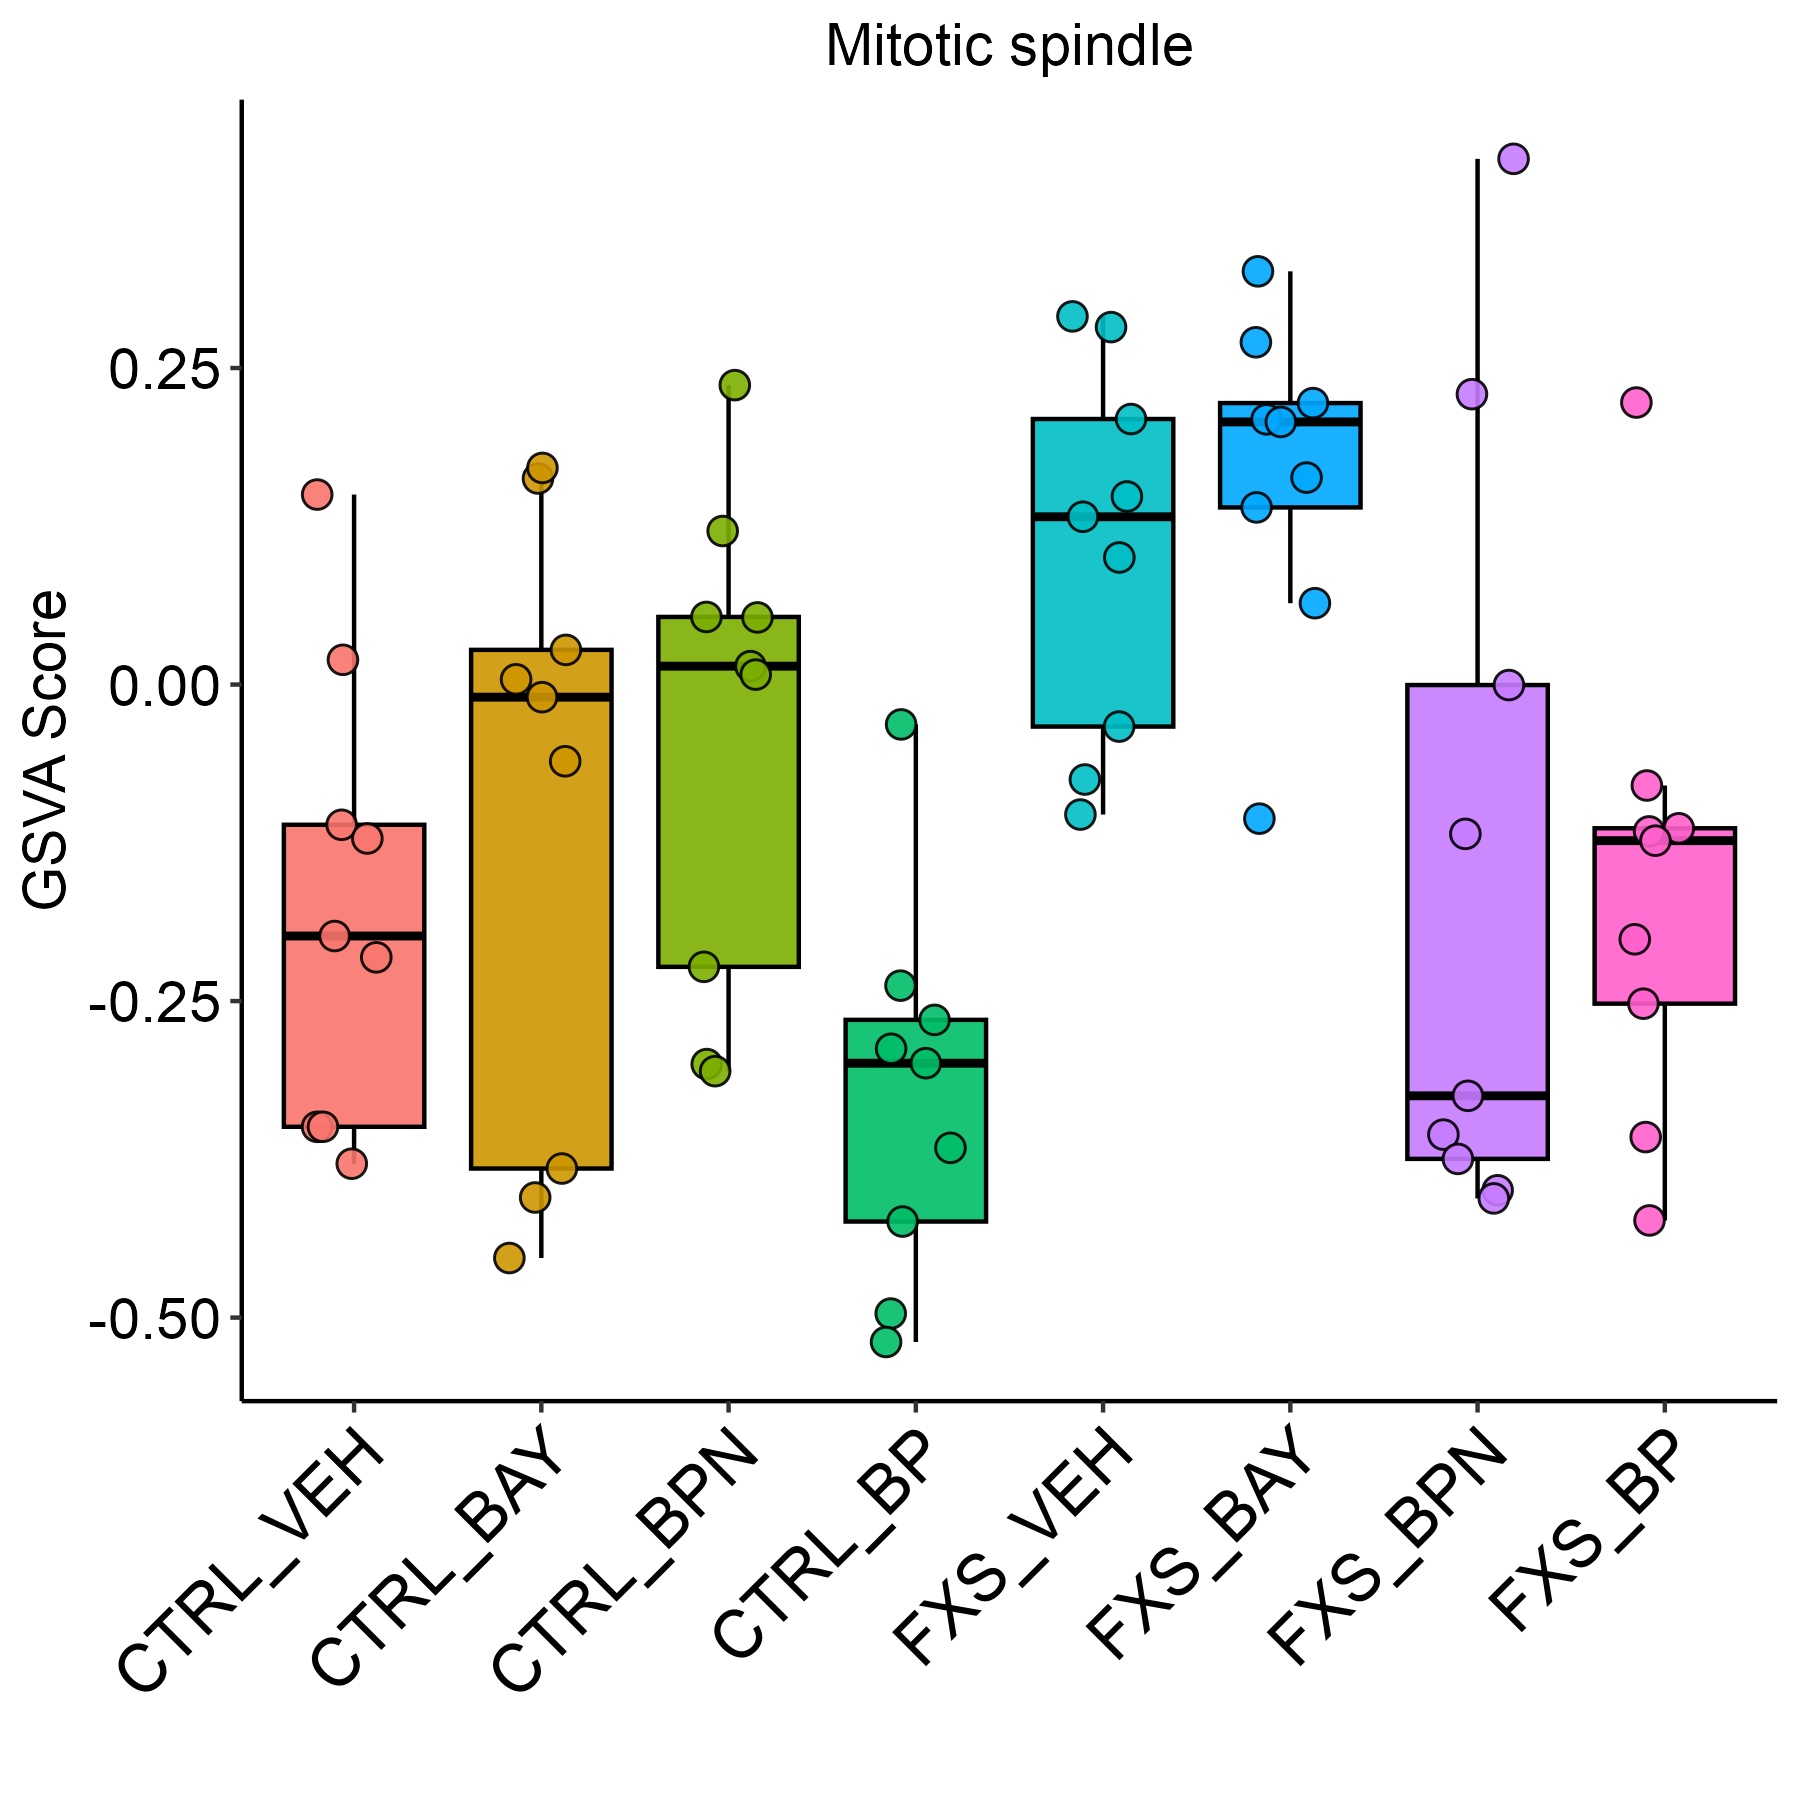 Mitotic spindle
GSVA Score
0.25
0.00
-0.25
-0.50
CTRL_VEH
CTRL_BAY
CTRL_BPN
CTRL_BP
FXS_VEH
FXS_BAY
FXS_BPN
FXS_BP